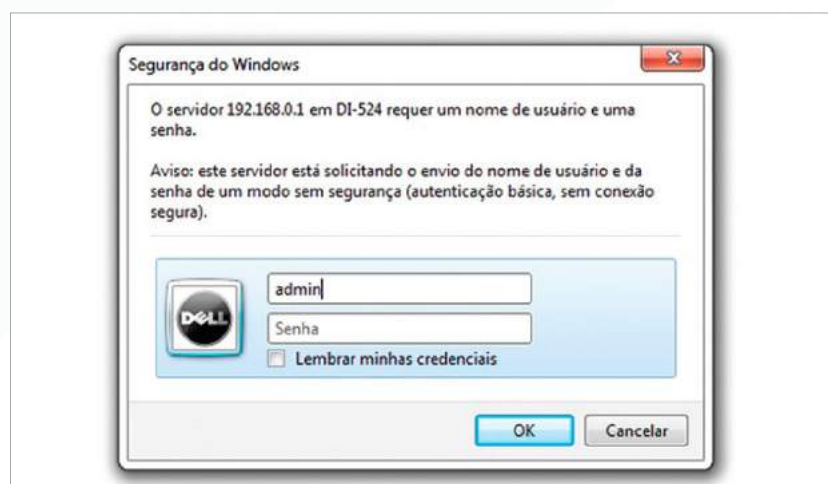 Segurança do Windows
O servidor 192.168.0.1 em DI-524 requer um nome de usuário e uma
senha.
Aviso: este servidor está solicitando o envio do nome de usuário e da
senha de um modo sem segurança (autenticação básica, sem conexão
segura).
admin
DELL
Senha
Lembrar minhas credenciais
OK
Cancelar